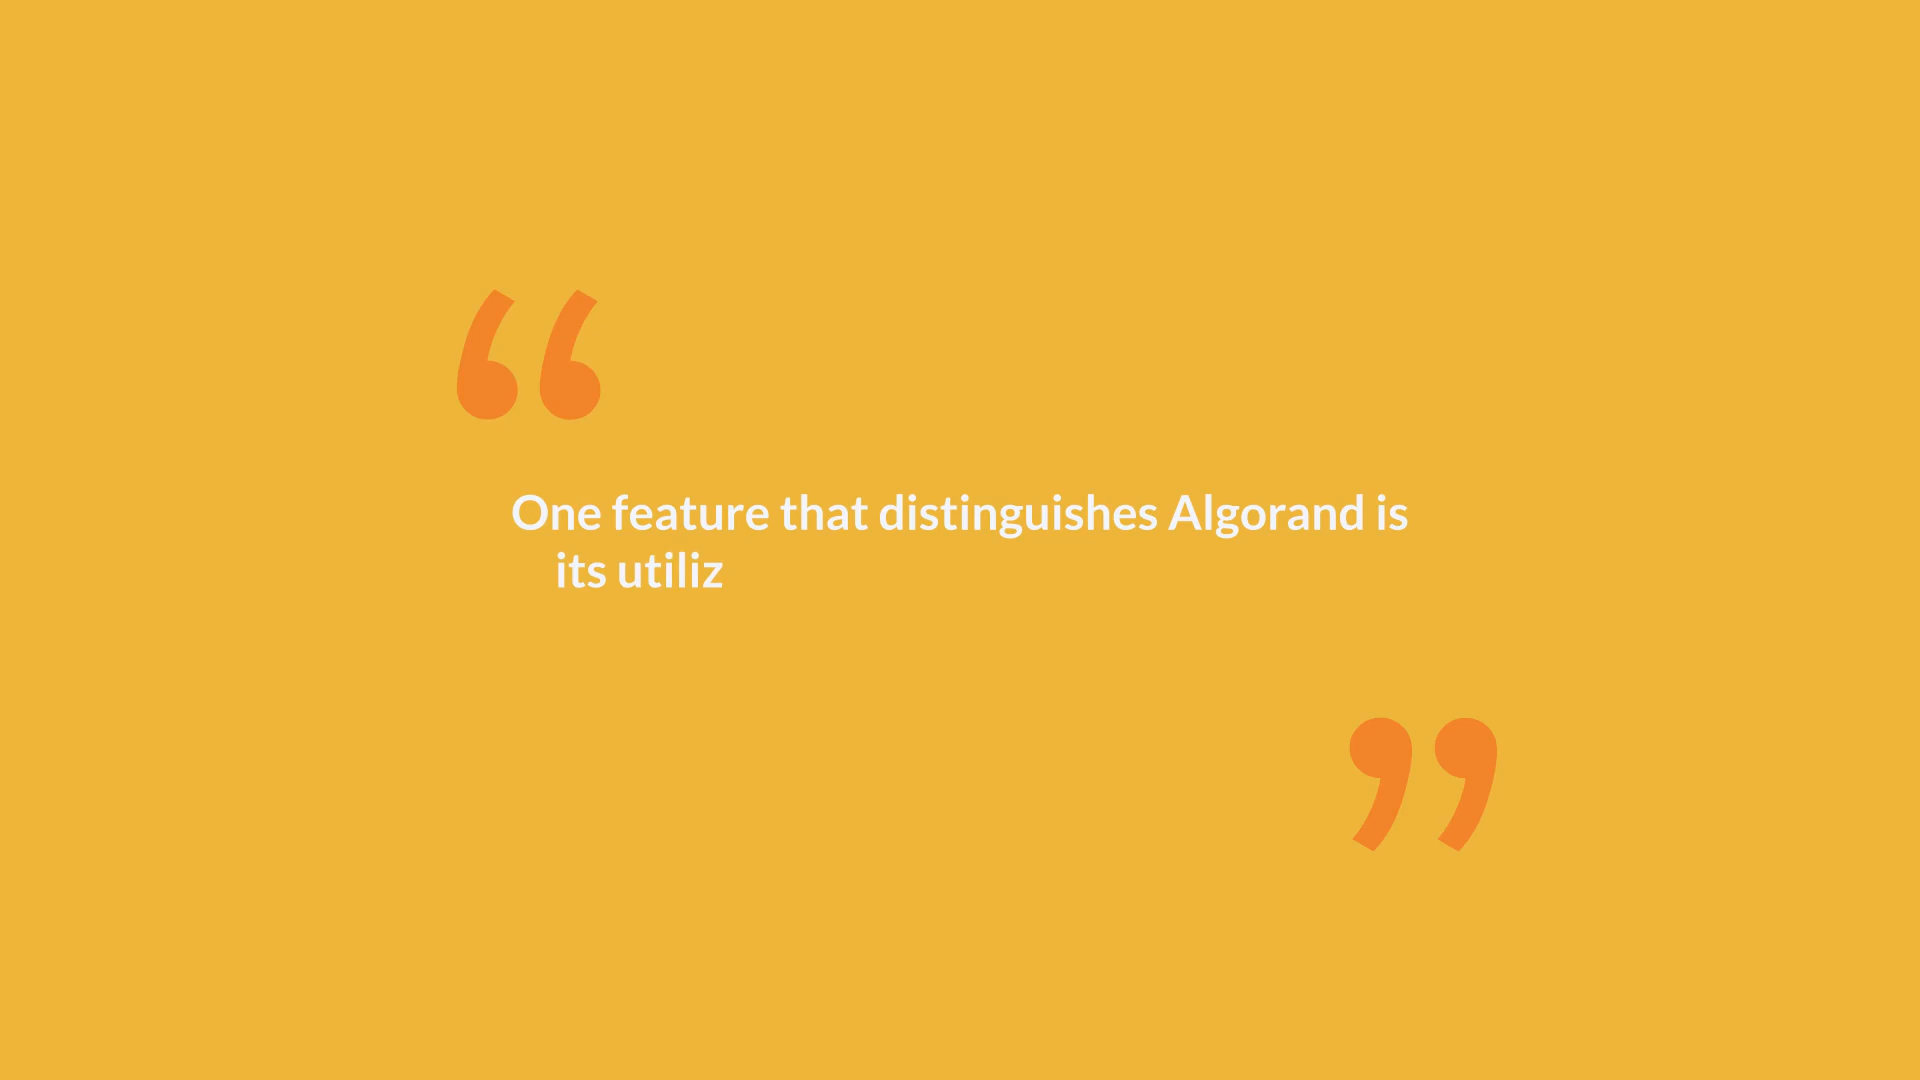 “
One feature that distinguishes Algorand is
its utiliz
”